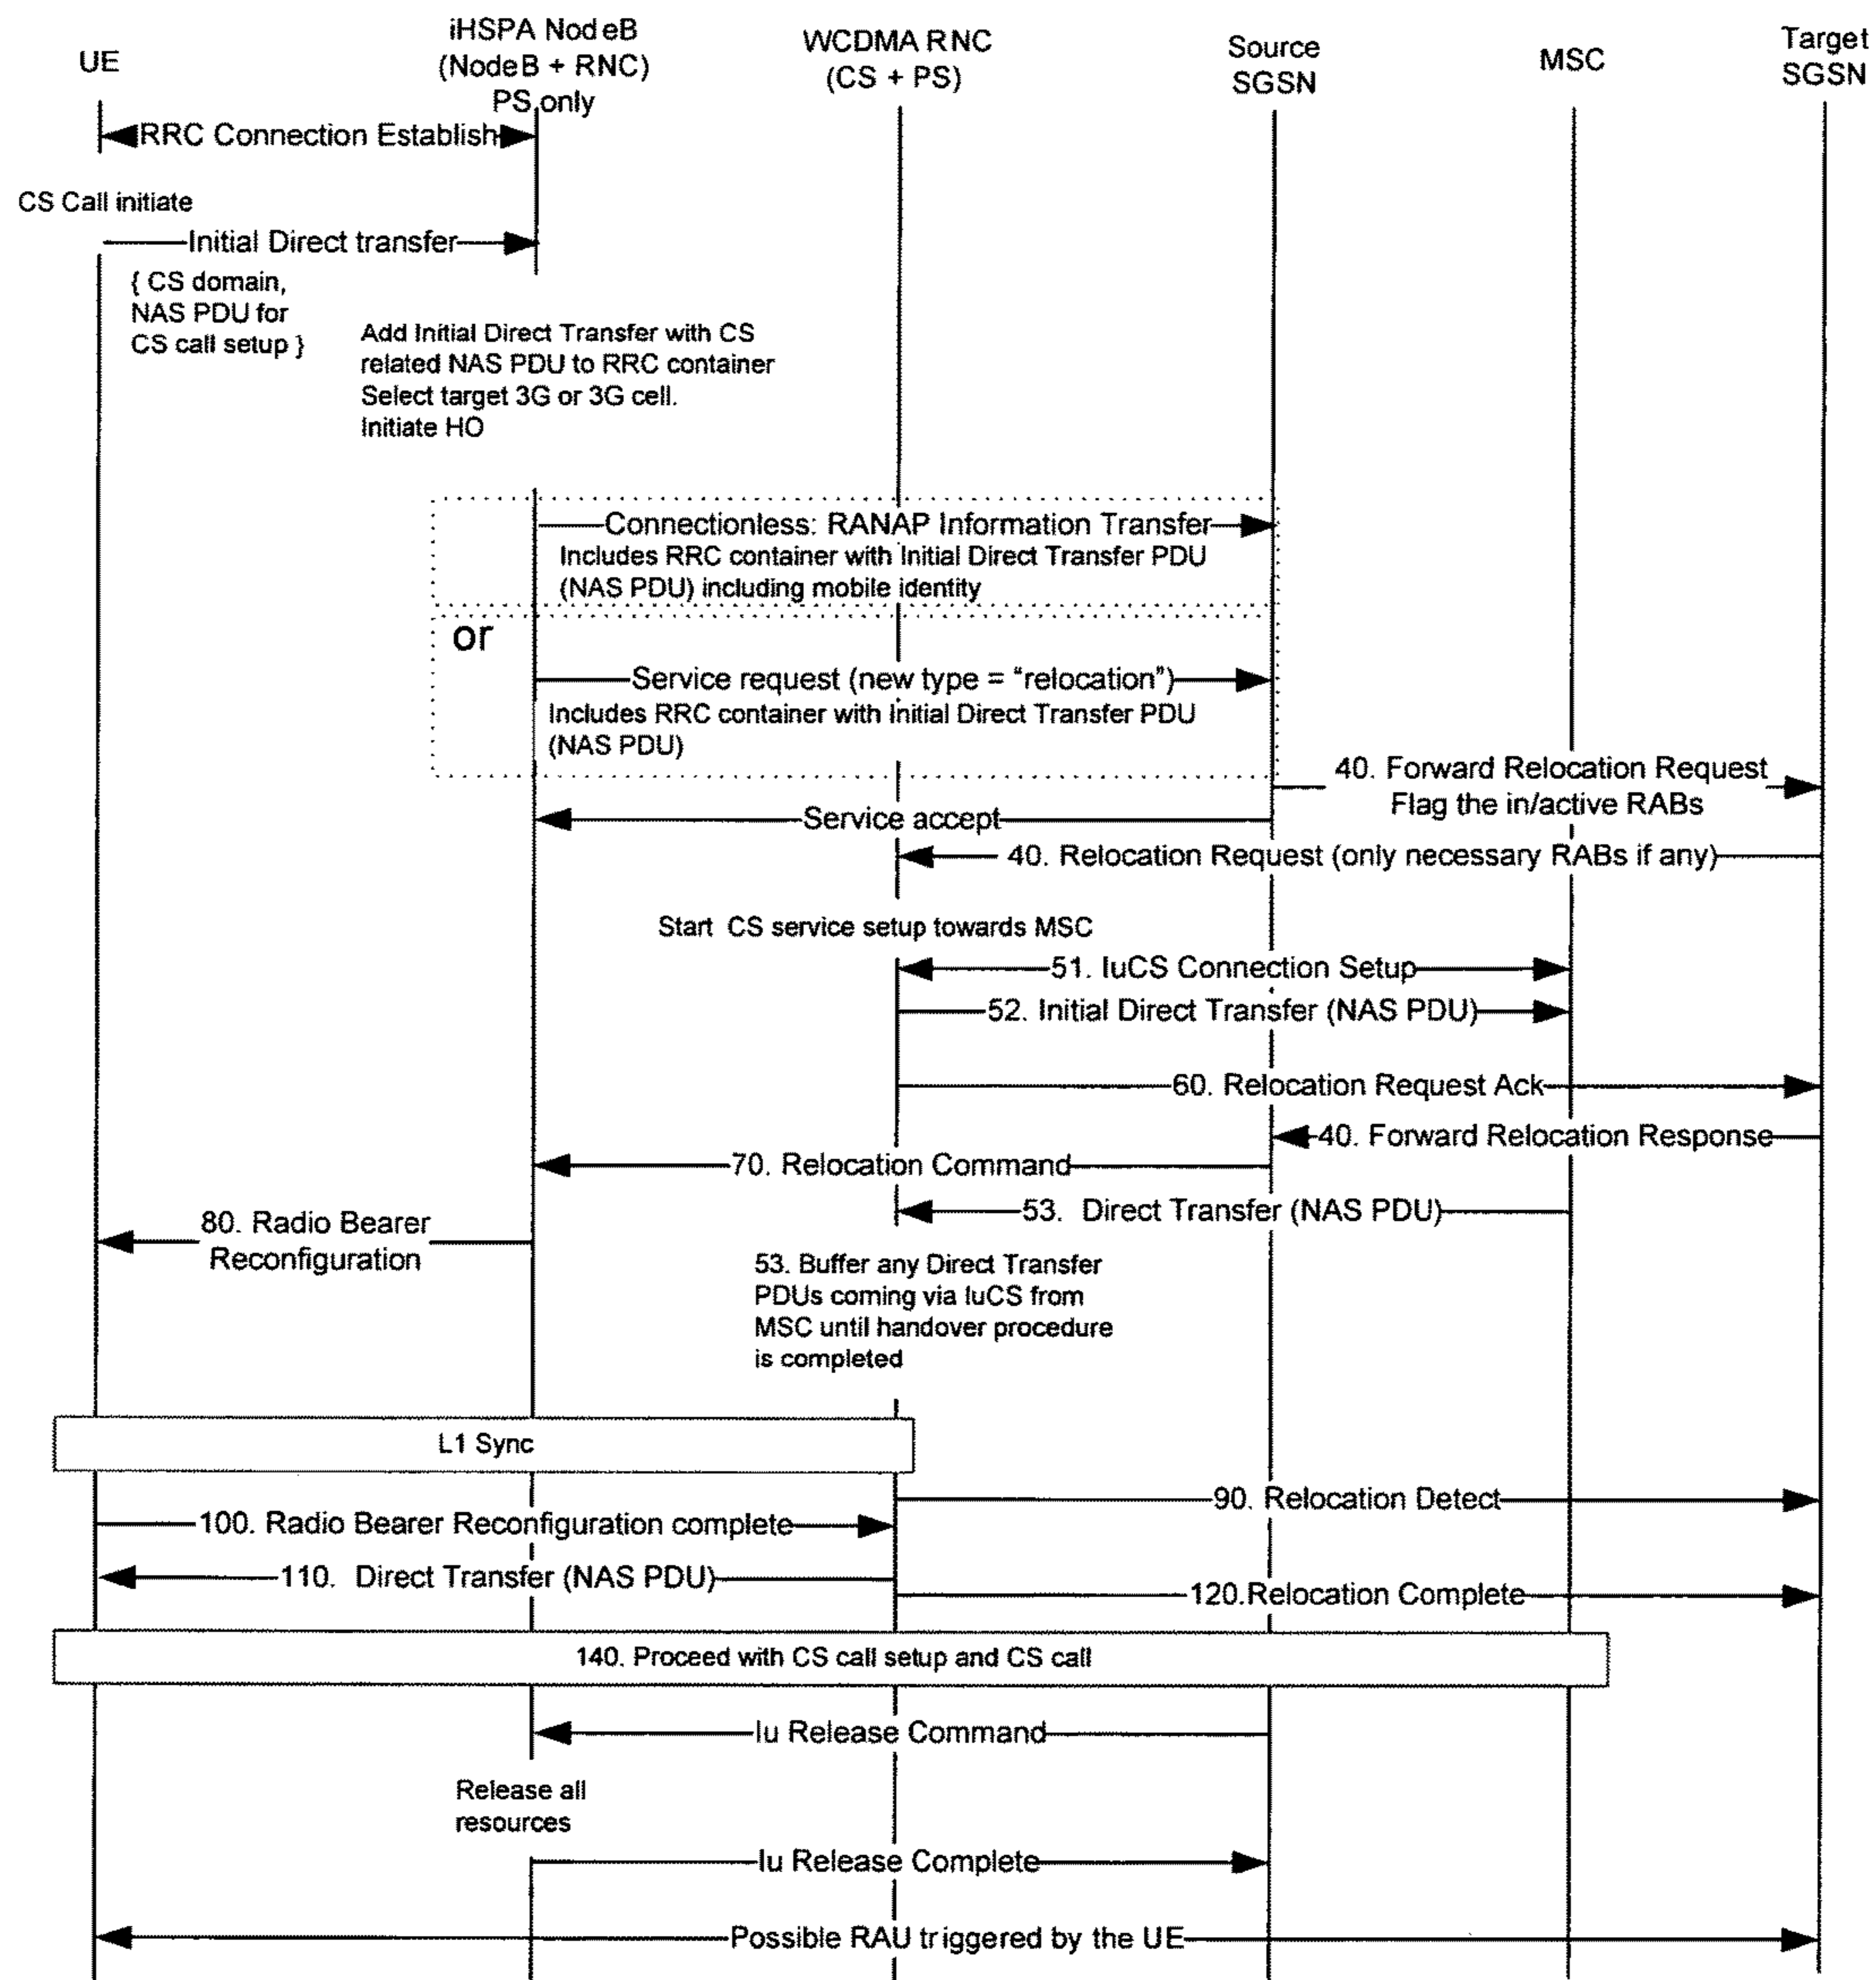 UE
iHSPA NodeB
(NodeB + RNC)
PS only
WCDMA RNC
(CS + PS)
Source
SGSN
MSC
Target
SGSN
RRC Connection Establish
CS Call initiate
Initial Direct transfer
{ CS domain,
NAS PDU for
CS call setup }
Add Initial Direct Transfer with CS
related NAS PDU to RRC container
Select target 3G or 3G cell.
Initiate HO
Connectionless: RANAP Information Transfer
Includes RRC container with Initial Direct Transfer PDU
(NAS PDU) including mobile identity
or
Service request (new type = “relocation”)
Includes RRC container with Initial Direct Transfer PDU
(NAS PDU)
40. Forward Relocation Request
Flag the in/active RABs
Service accept
40. Relocation Request (only necessary RABs if any)
Start CS service setup towards MSC
51. IuCS Connection Setup
52. Initial Direct Transfer (NAS PDU)
60. Relocation Request Ack
40. Forward Relocation Response
70. Relocation Command
53. Direct Transfer (NAS PDU)
80. Radio Bearer
Reconfiguration
53. Buffer any Direct Transfer
PDUs coming via IuCS from
MSC until handover procedure
is completed
L1 Sync
90. Relocation Detect
100. Radio Bearer Reconfiguration complete
110. Direct Transfer (NAS PDU)
120.Relocation Complete
140. Proceed with CS call setup and CS call
Iu Release Command
Release all
resources
Iu Release Complete
Possible RAU triggered by the UE